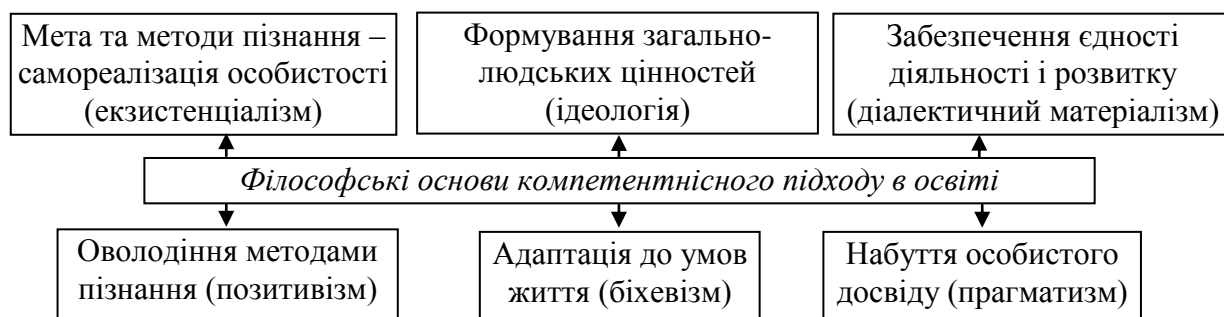 Мета та методи пізнання –
самореалізація особистості
(екзистенціалізм)
Формування загально-
людських цінностей
(ідеологія)
Забезпечення єдності
діяльності і розвитку
(діалектичний матеріалізм)
Філософські основи компетентнісного підходу в освіті
Оволодіння методами
пізнання (позитивізм)
Адаптація до умов
життя (біхевізм)
Набуття особистого
досвіду (прагматизм)